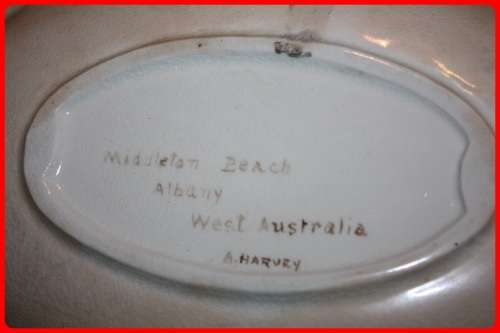 Middleton Beach
Albany
West Australia
A. HARVEY